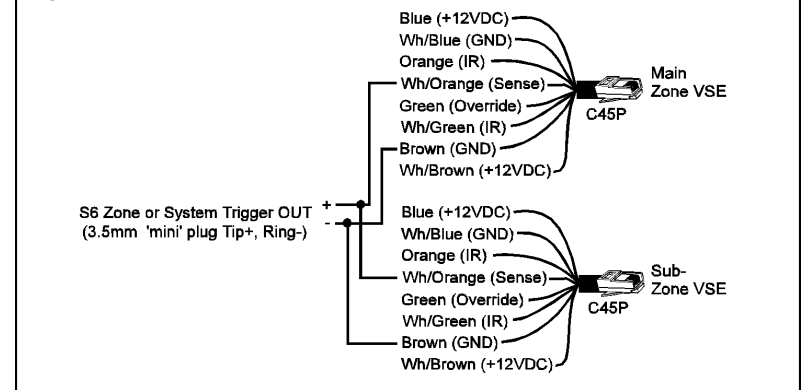 Blue (+12VDC)
Wh/Blue (GND)
Orange (IR)
Wh/Orange (Sense)
Green (Override)
Wh/Green (IR)
Brown (GND)
Wh/Brown (+12VDC)
C45P
Main
Zone VSE
S6 Zone or System Trigger OUT
(3.5mm 'mini' plug Tip+, Ring-)
+
-
Blue (+12VDC)
Wh/Blue (GND)
Orange (IR)
Wh/Orange (Sense)
Green (Override)
Wh/Green (IR)
Brown (GND)
Wh/Brown (+12VDC)
C45P
Sub-
Zone VSE